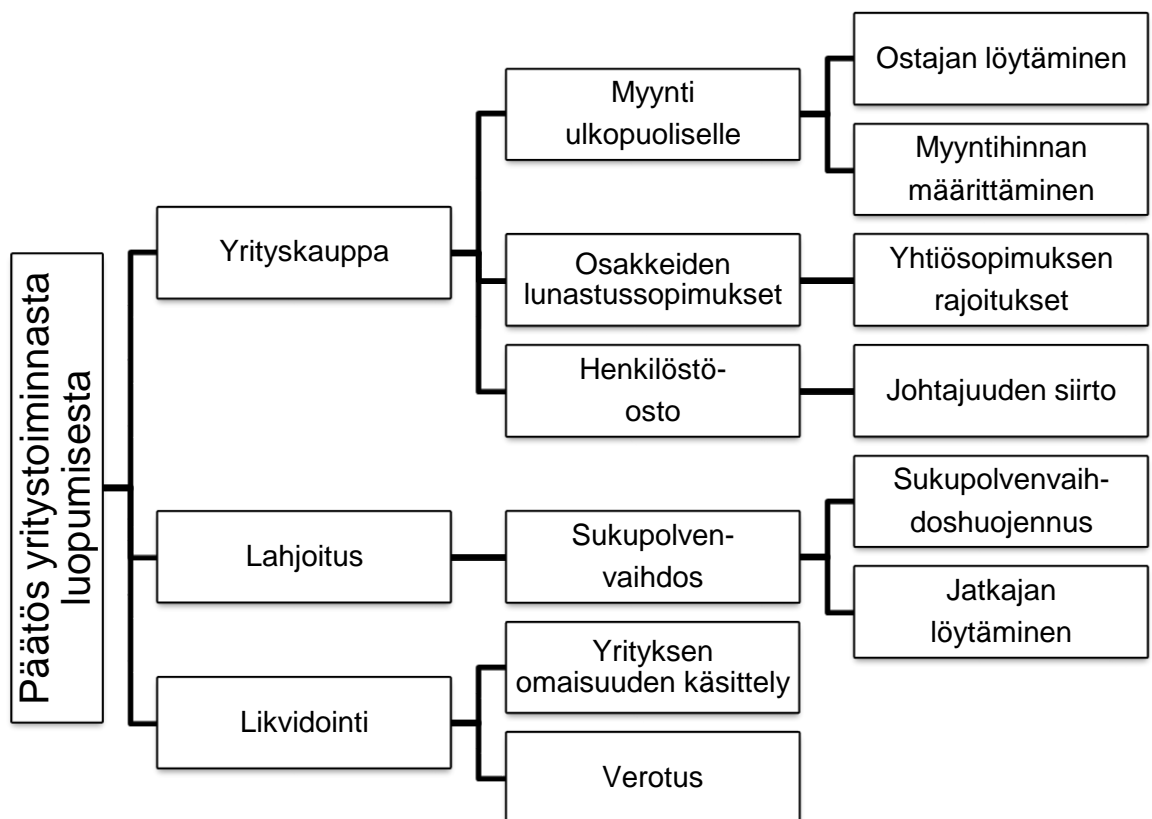 Päätös yritystoiminnasta
luopumisesta
Yrityskauppa
Myynti
ulkopuoliselle
Ostajan löytäminen
Myyntihinnan
määrittäminen
Osakkeiden
lunastussopimukset
Yhtiösopimuksen
rajoitukset
Henkilöstö-
osto
Johtajuuden siirto
Lahjoitus
Sukupolven-
vaihdos
Sukupolvenvaih-
doshuojennus
Jatkajan
löytäminen
Likvidointi
Yrityksen
omaisuuden käsittely
Verotus